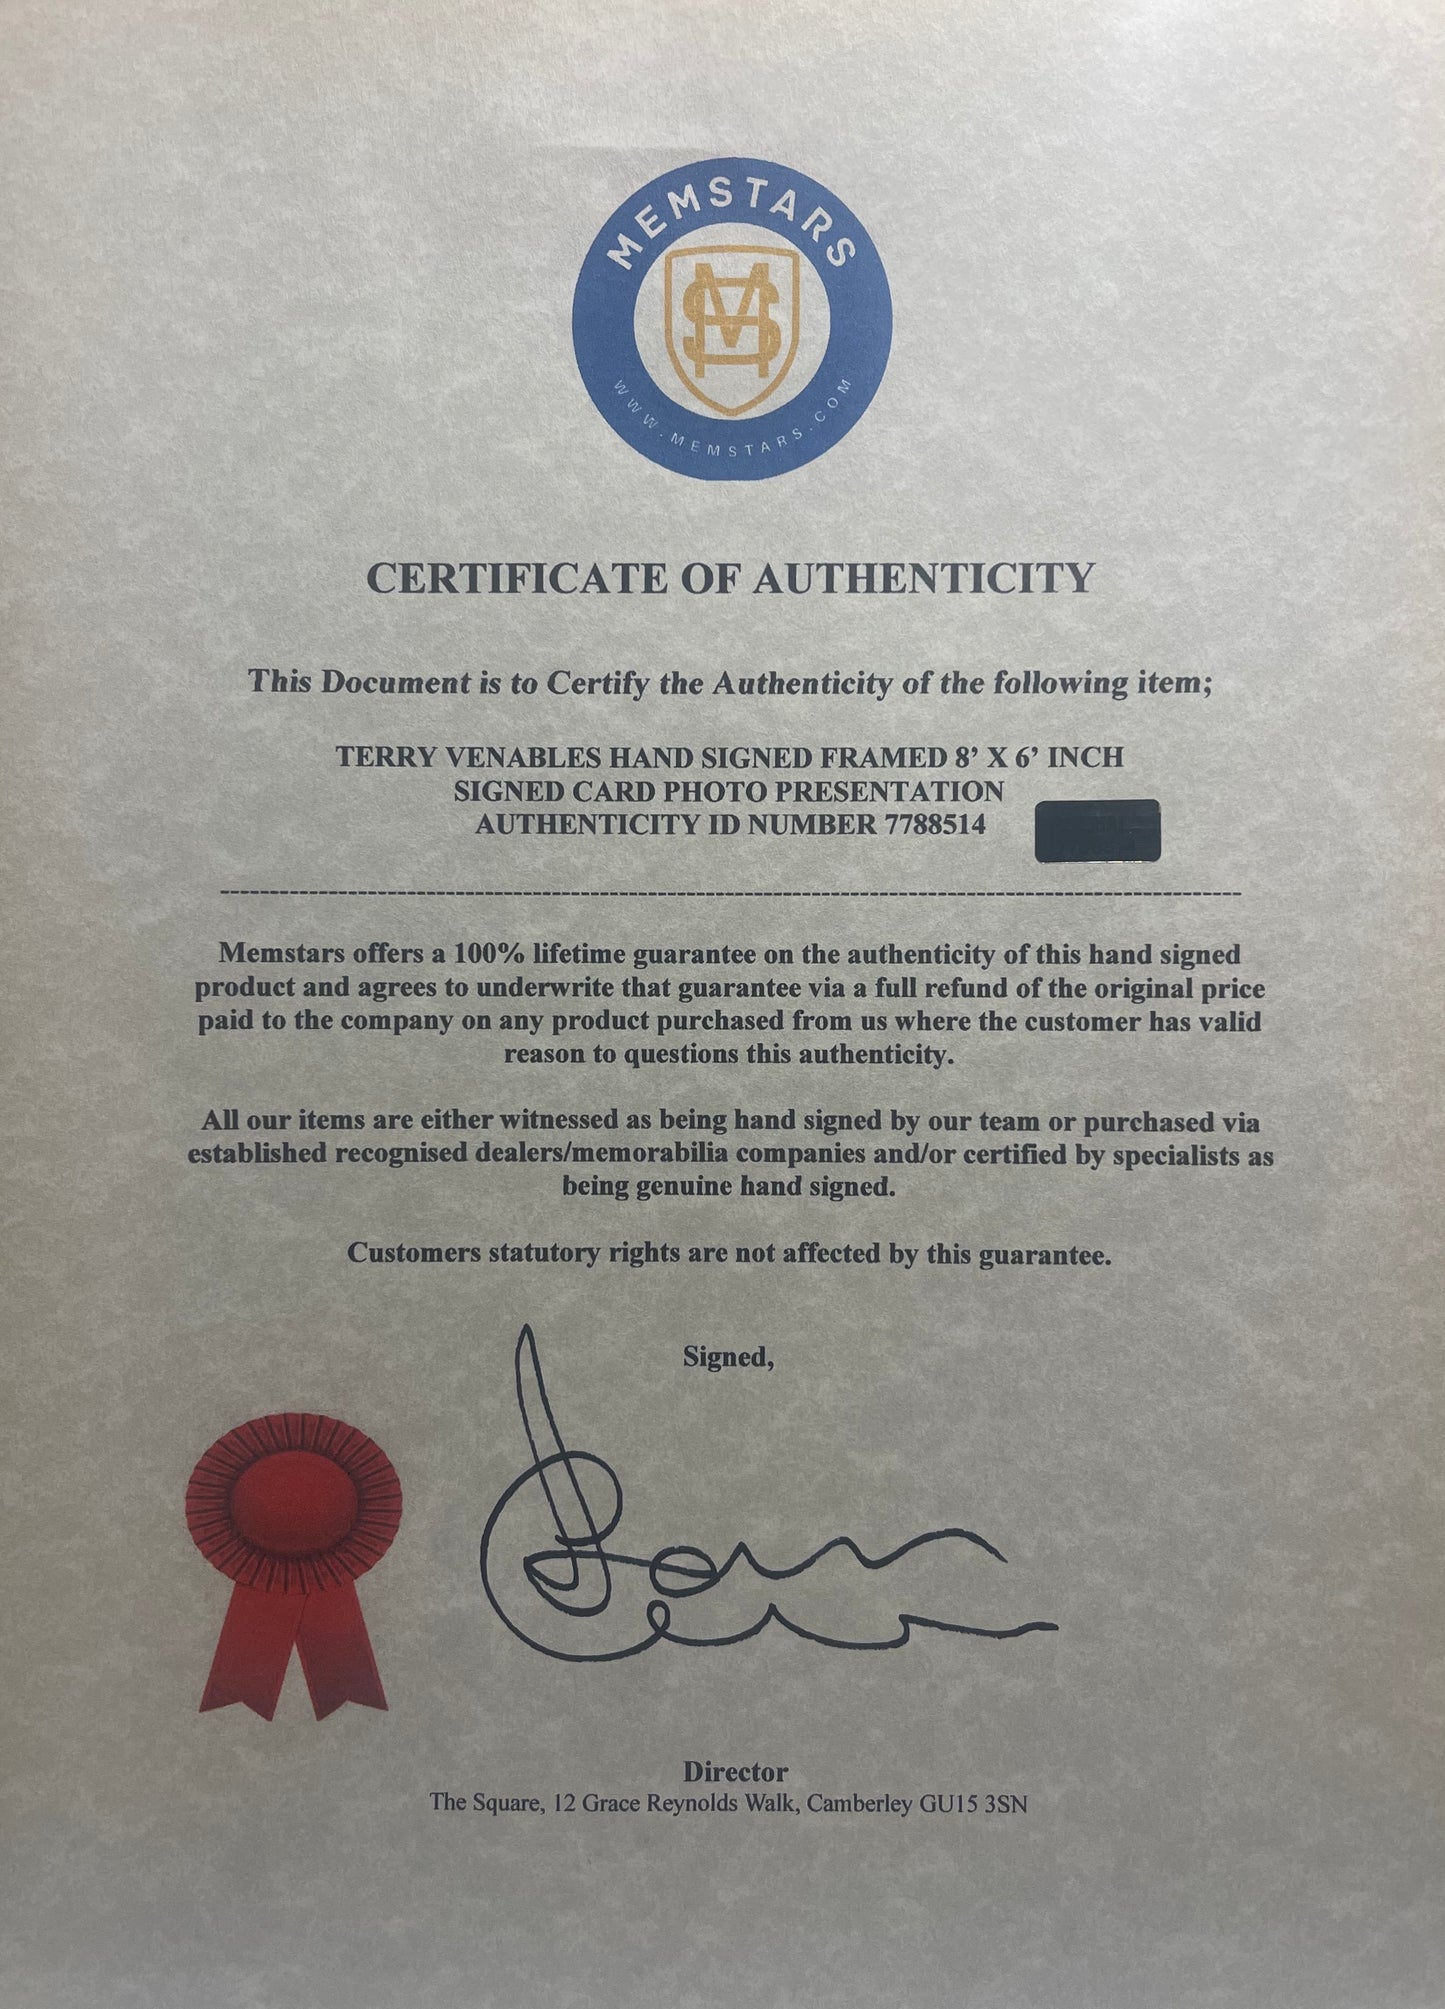 MEMSTARS
WWW.MEMSTARS.COM
CERTIFICATE OF AUTHENTICITY
This Document is to Certify the Authenticity of the following item;
TERRY VENABLES HAND SIGNED FRAMED 8’ X 6’ INCH
SIGNED CARD PHOTO PRESENTATION
AUTHENTICITY ID NUMBER 7788514
Memstars offers a 100% lifetime guarantee on the authenticity of this hand signed
product and agrees to underwrite that guarantee via a full refund of the original price
paid to the company on any product purchased from us where the customer has valid
reason to questions this authenticity.
All our items are either witnessed as being hand signed by our team or purchased via
established recognised dealers/memorabilia companies and/or certified by specialists as
being genuine hand signed.
Customers statutory rights are not affected by this guarantee.
Signed,
Director
The Square, 12 Grace Reynolds Walk, Camberley GU15 3SN